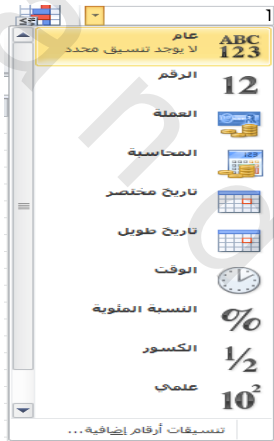 1
عام
لا يوجد تنسيق محدد
ABC
123
الرقم
12
العملة
المحاسبة
تاريخ مختصر
تاريخ طويل
الوقت
النسبة المئوية
%
الكسور
½
علمي
10²
تنسيقات أرقام إضافية...